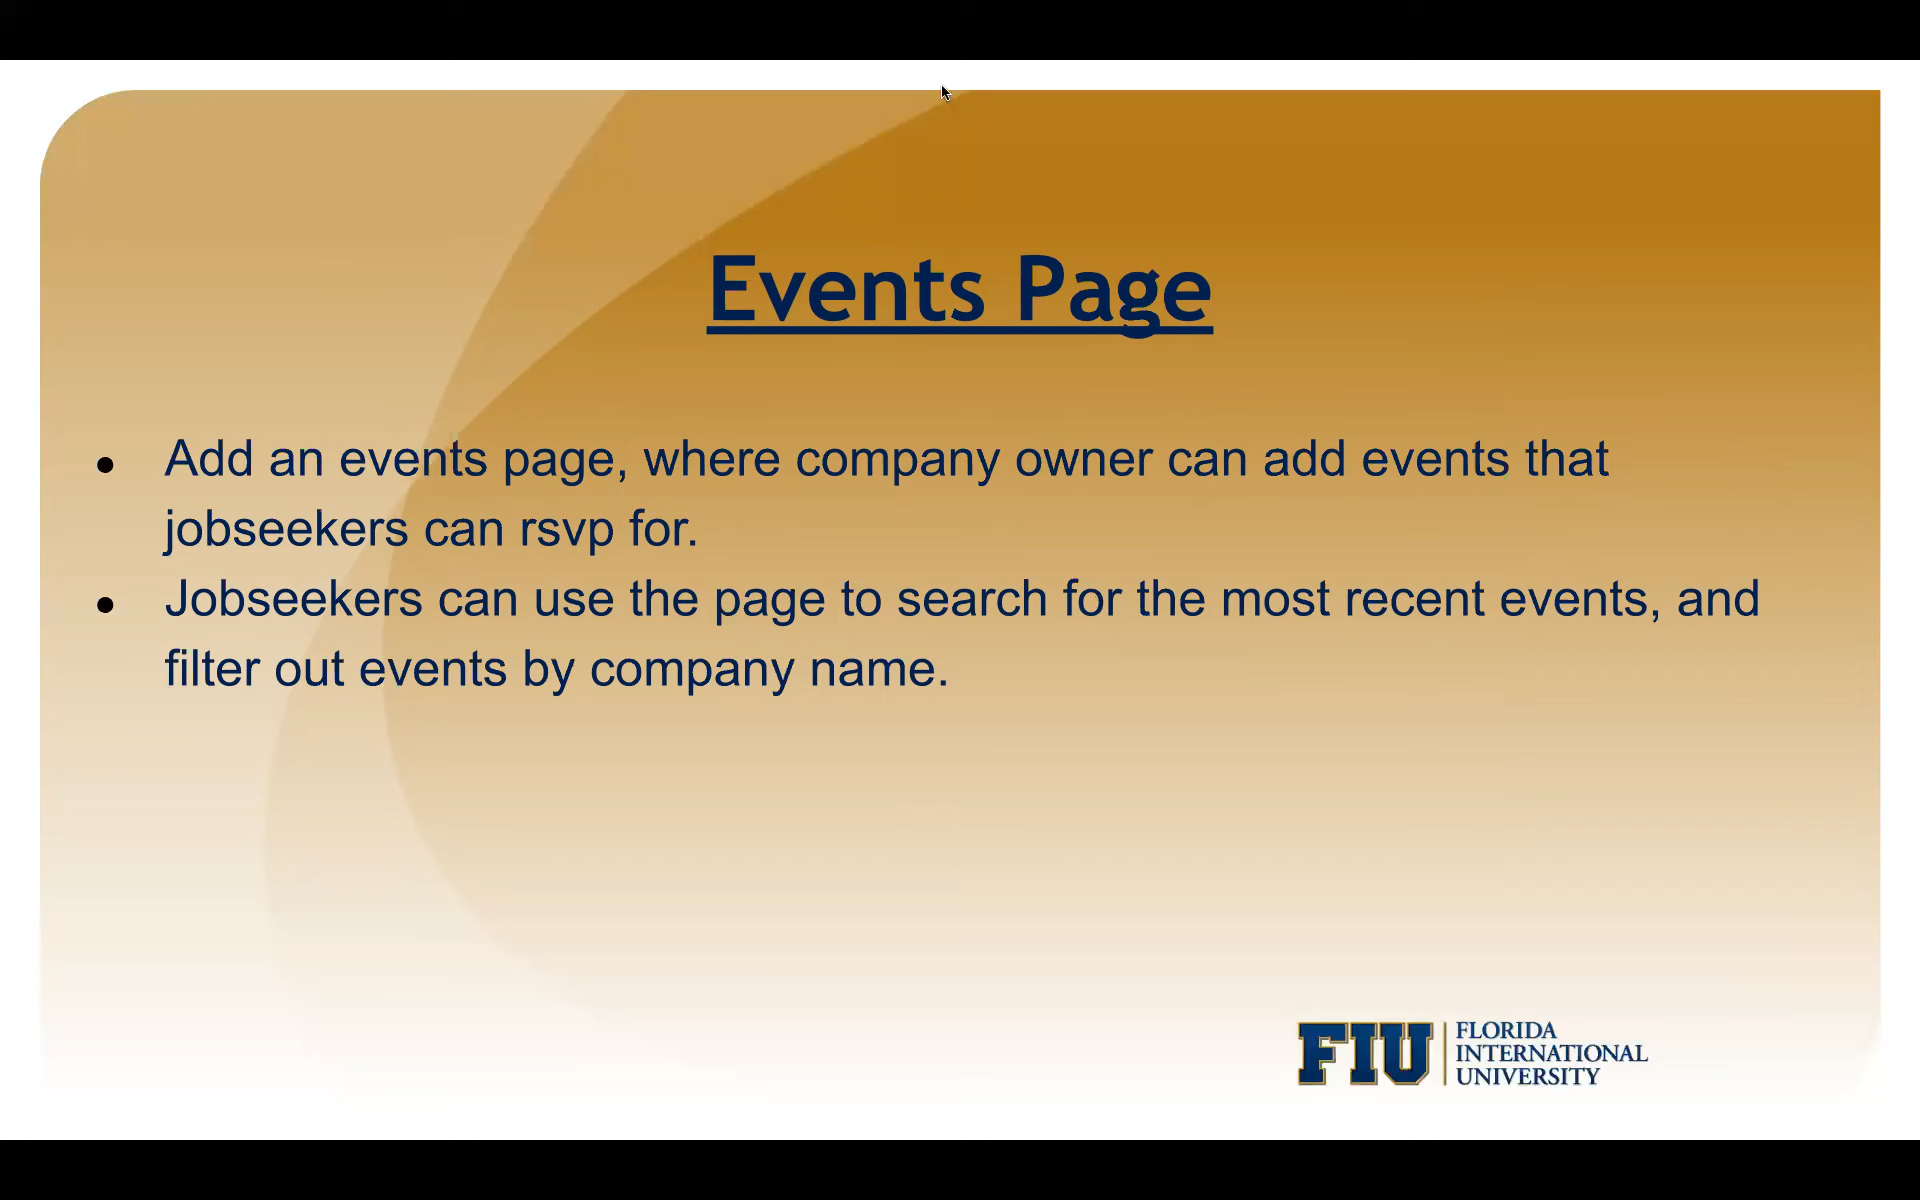 Events Page
● Add an events page, where company owner can add events that
jobseekers can rsvp for.
● Jobseekers can use the page to search for the most recent events, and
filter out events by company name.
FIU
FLORIDA
INTERNATIONAL
UNIVERSITY